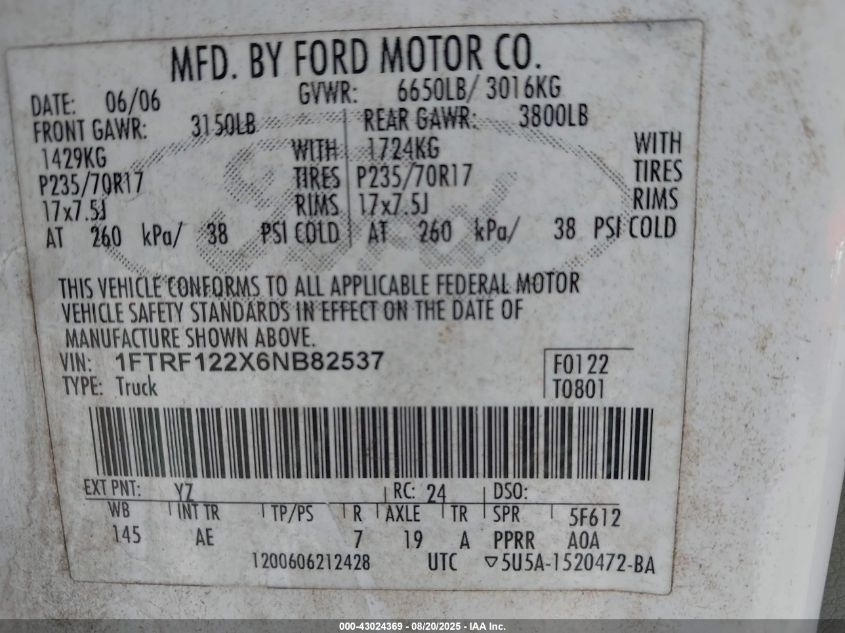 MFD. BY FORD MOTOR CO.
DATE: 06/06 GVWR: 6650LB/ 3016KG
FRONT GAWR: 3150LB REAR GAWR: 3800LB
1429KG WITH 1724KG WITH
P235/70R17 TIRES P235/70R17 TIRES
17x7.5J RIMS 17x7.5J RIMS
AT 260 kPa/ 38 PSI COLD AT 260 kPa/ 38 PSI COLD
Ford
THIS VEHICLE CONFORMS TO ALL APPLICABLE FEDERAL MOTOR
VEHICLE SAFETY STANDARDS IN EFFECT ON THE DATE OF
MANUFACTURE SHOWN ABOVE.
VIN: 1FTRF122X6NB82537 F0122
TYPE: Truck T0801
EXT PNT: YZ RC: 24 DSO:
WB INT TR TP/PS R AXLE TR SPR 5F612
145 AE 7 19 A PPRR A0A
1200606212428 UTC ▽5U5A-1520472-BA
000-43024369 - 08/20/2025 - IAA Inc.